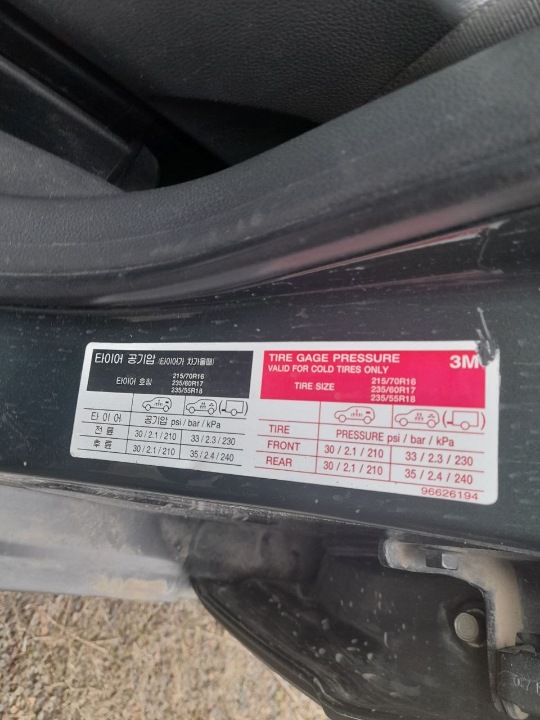 타이어 공기압 (타이어가 차가울때)
타이어 호칭
215/70R16
235/60R17
235/55R18
타 이 어 공기압 psi / bar / kPa
전 륜 30 / 2.1 / 210 33 / 2.3 / 230
후 륜 30 / 2.1 / 210 35 / 2.4 / 240
TIRE GAGE PRESSURE 3M
VALID FOR COLD TIRES ONLY
TIRE SIZE
215/70R16
235/60R17
235/55R18
TIRE PRESSURE psi / bar / kPa
FRONT 30 / 2.1 / 210 33 / 2.3 / 230
REAR 30 / 2.1 / 210 35 / 2.4 / 240
96626194